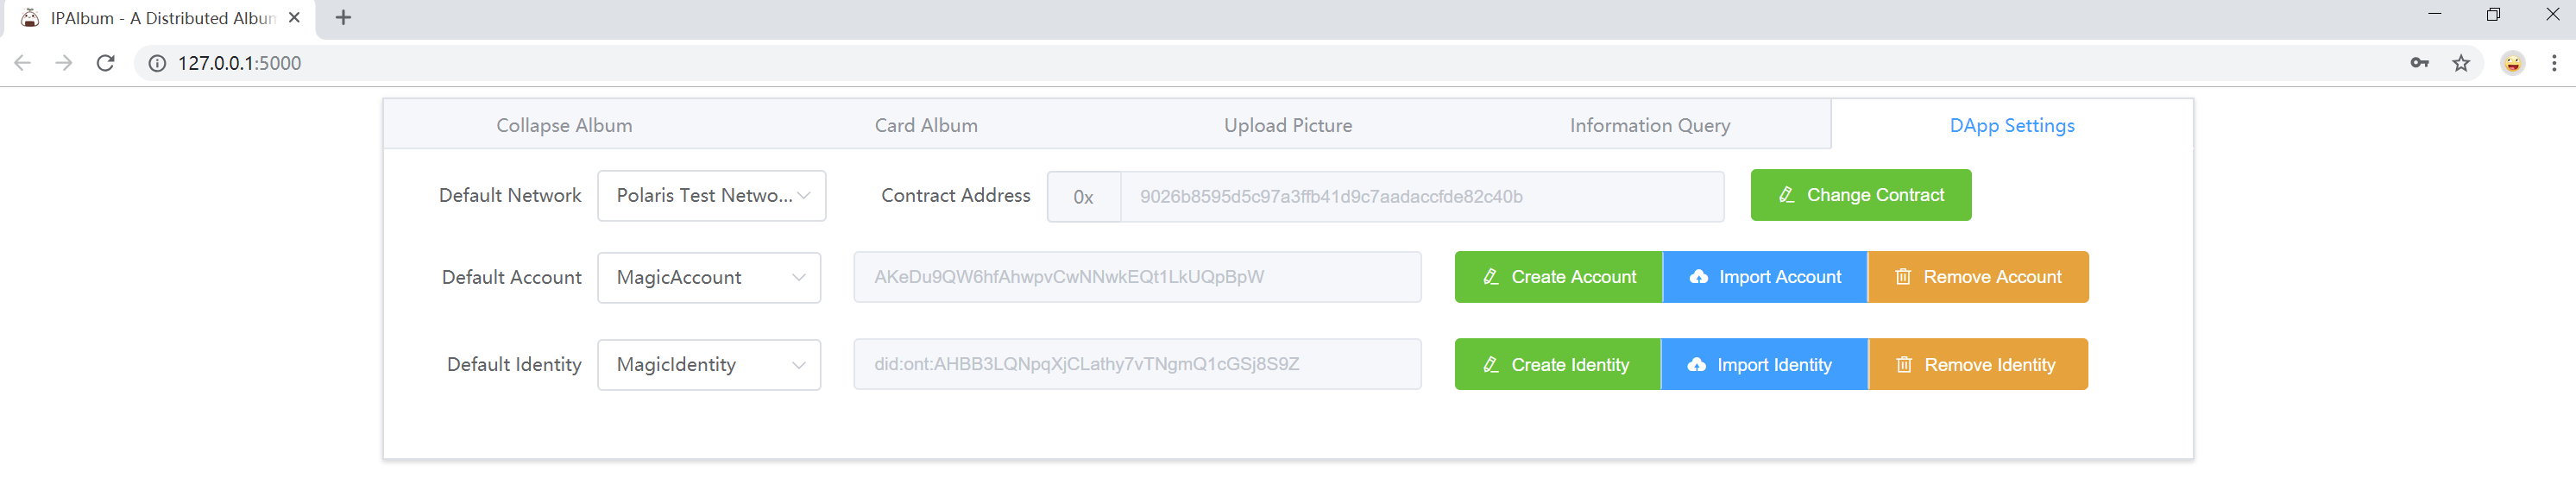 IPAlbum - A Distributed Album
127.0.0.1:5000
Collapse Album Card Album Upload Picture Information Query DApp Settings
Default Network Polaris Test Netwo... Contract Address 0x 9026b8595d5c97a3ffb41d9c7aadaccfde82c40b Change Contract
Default Account MagicAccount AKeDu9QW6hfAhwpvCwNNwkEQt1LkUQpBpW Create Account Import Account Remove Account
Default Identity MagicIdentity did:ont:AHBB3LQNpqXjCLathy7vTNgmQ1cGSj8S9Z Create Identity Import Identity Remove Identity